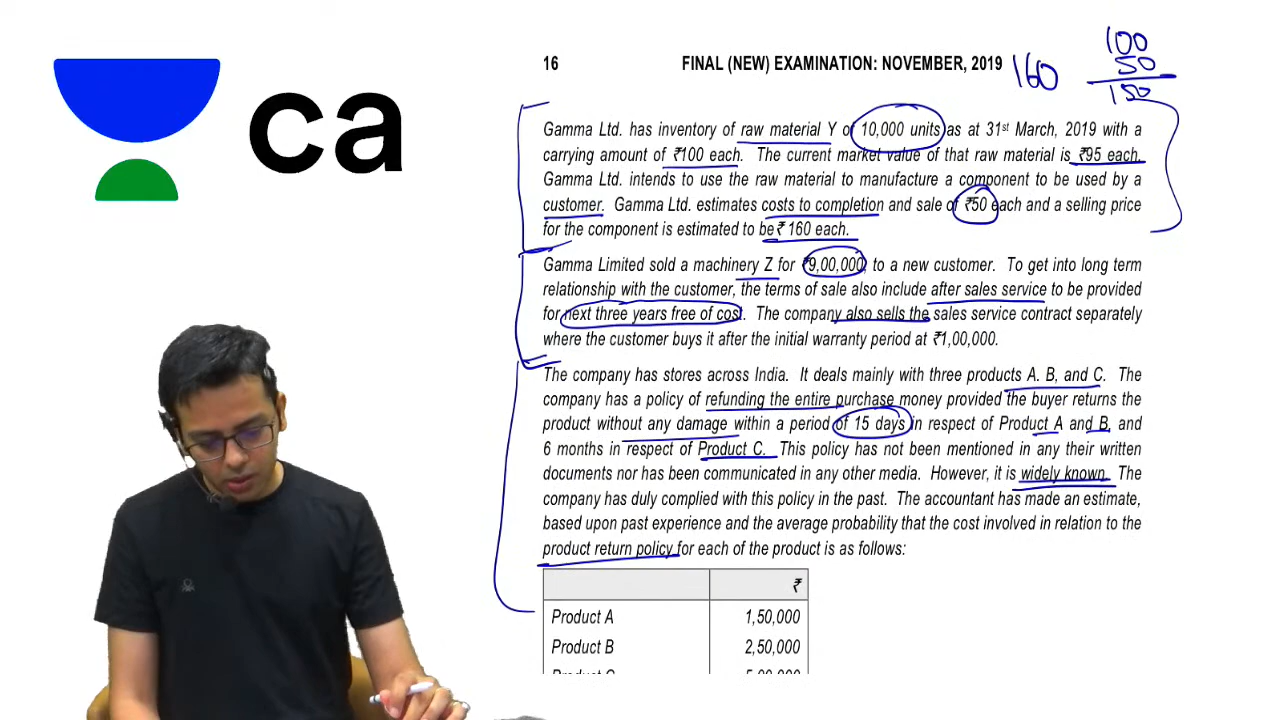 ca
16 FINAL (NEW) EXAMINATION: NOVEMBER, 2019
160
100
50
150
Gamma Ltd. has inventory of raw material Y of 10,000 units as at 31st March, 2019 with a
carrying amount of ₹100 each. The current market value of that raw material is ₹95 each.
Gamma Ltd. intends to use the raw material to manufacture a component to be used by a
customer. Gamma Ltd. estimates costs to completion and sale of ₹50 each and a selling price
for the component is estimated to be₹ 160 each.
Gamma Limited sold a machinery Z for ₹9,00,000, to a new customer. To get into long term
relationship with the customer, the terms of sale also include after sales service to be provided
for next three years free of cost. The company also sells the sales service contract separately
where the customer buys it after the initial warranty period at ₹1,00,000.
The company has stores across India. It deals mainly with three products A. B, and C. The
company has a policy of refunding the entire purchase money provided the buyer returns the
product without any damage within a period of 15 days in respect of Product A and B, and
6 months in respect of Product C. This policy has not been mentioned in any their written
documents nor has been communicated in any other media. However, it is widely known. The
company has duly complied with this policy in the past. The accountant has made an estimate,
based upon past experience and the average probability that the cost involved in relation to the
product return policy for each of the product is as follows:
₹
Product A 1,50,000
Product B 2,50,000